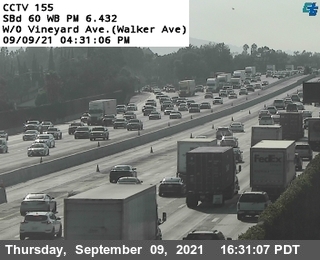 CCTV 155
SBd 60 WB PM 6.432
W/O Vineyard Ave.(Walker Ave)
09/09/21 04:31:06 PM
FedEx
Thursday, September 09, 2021 16:31:07 PDT